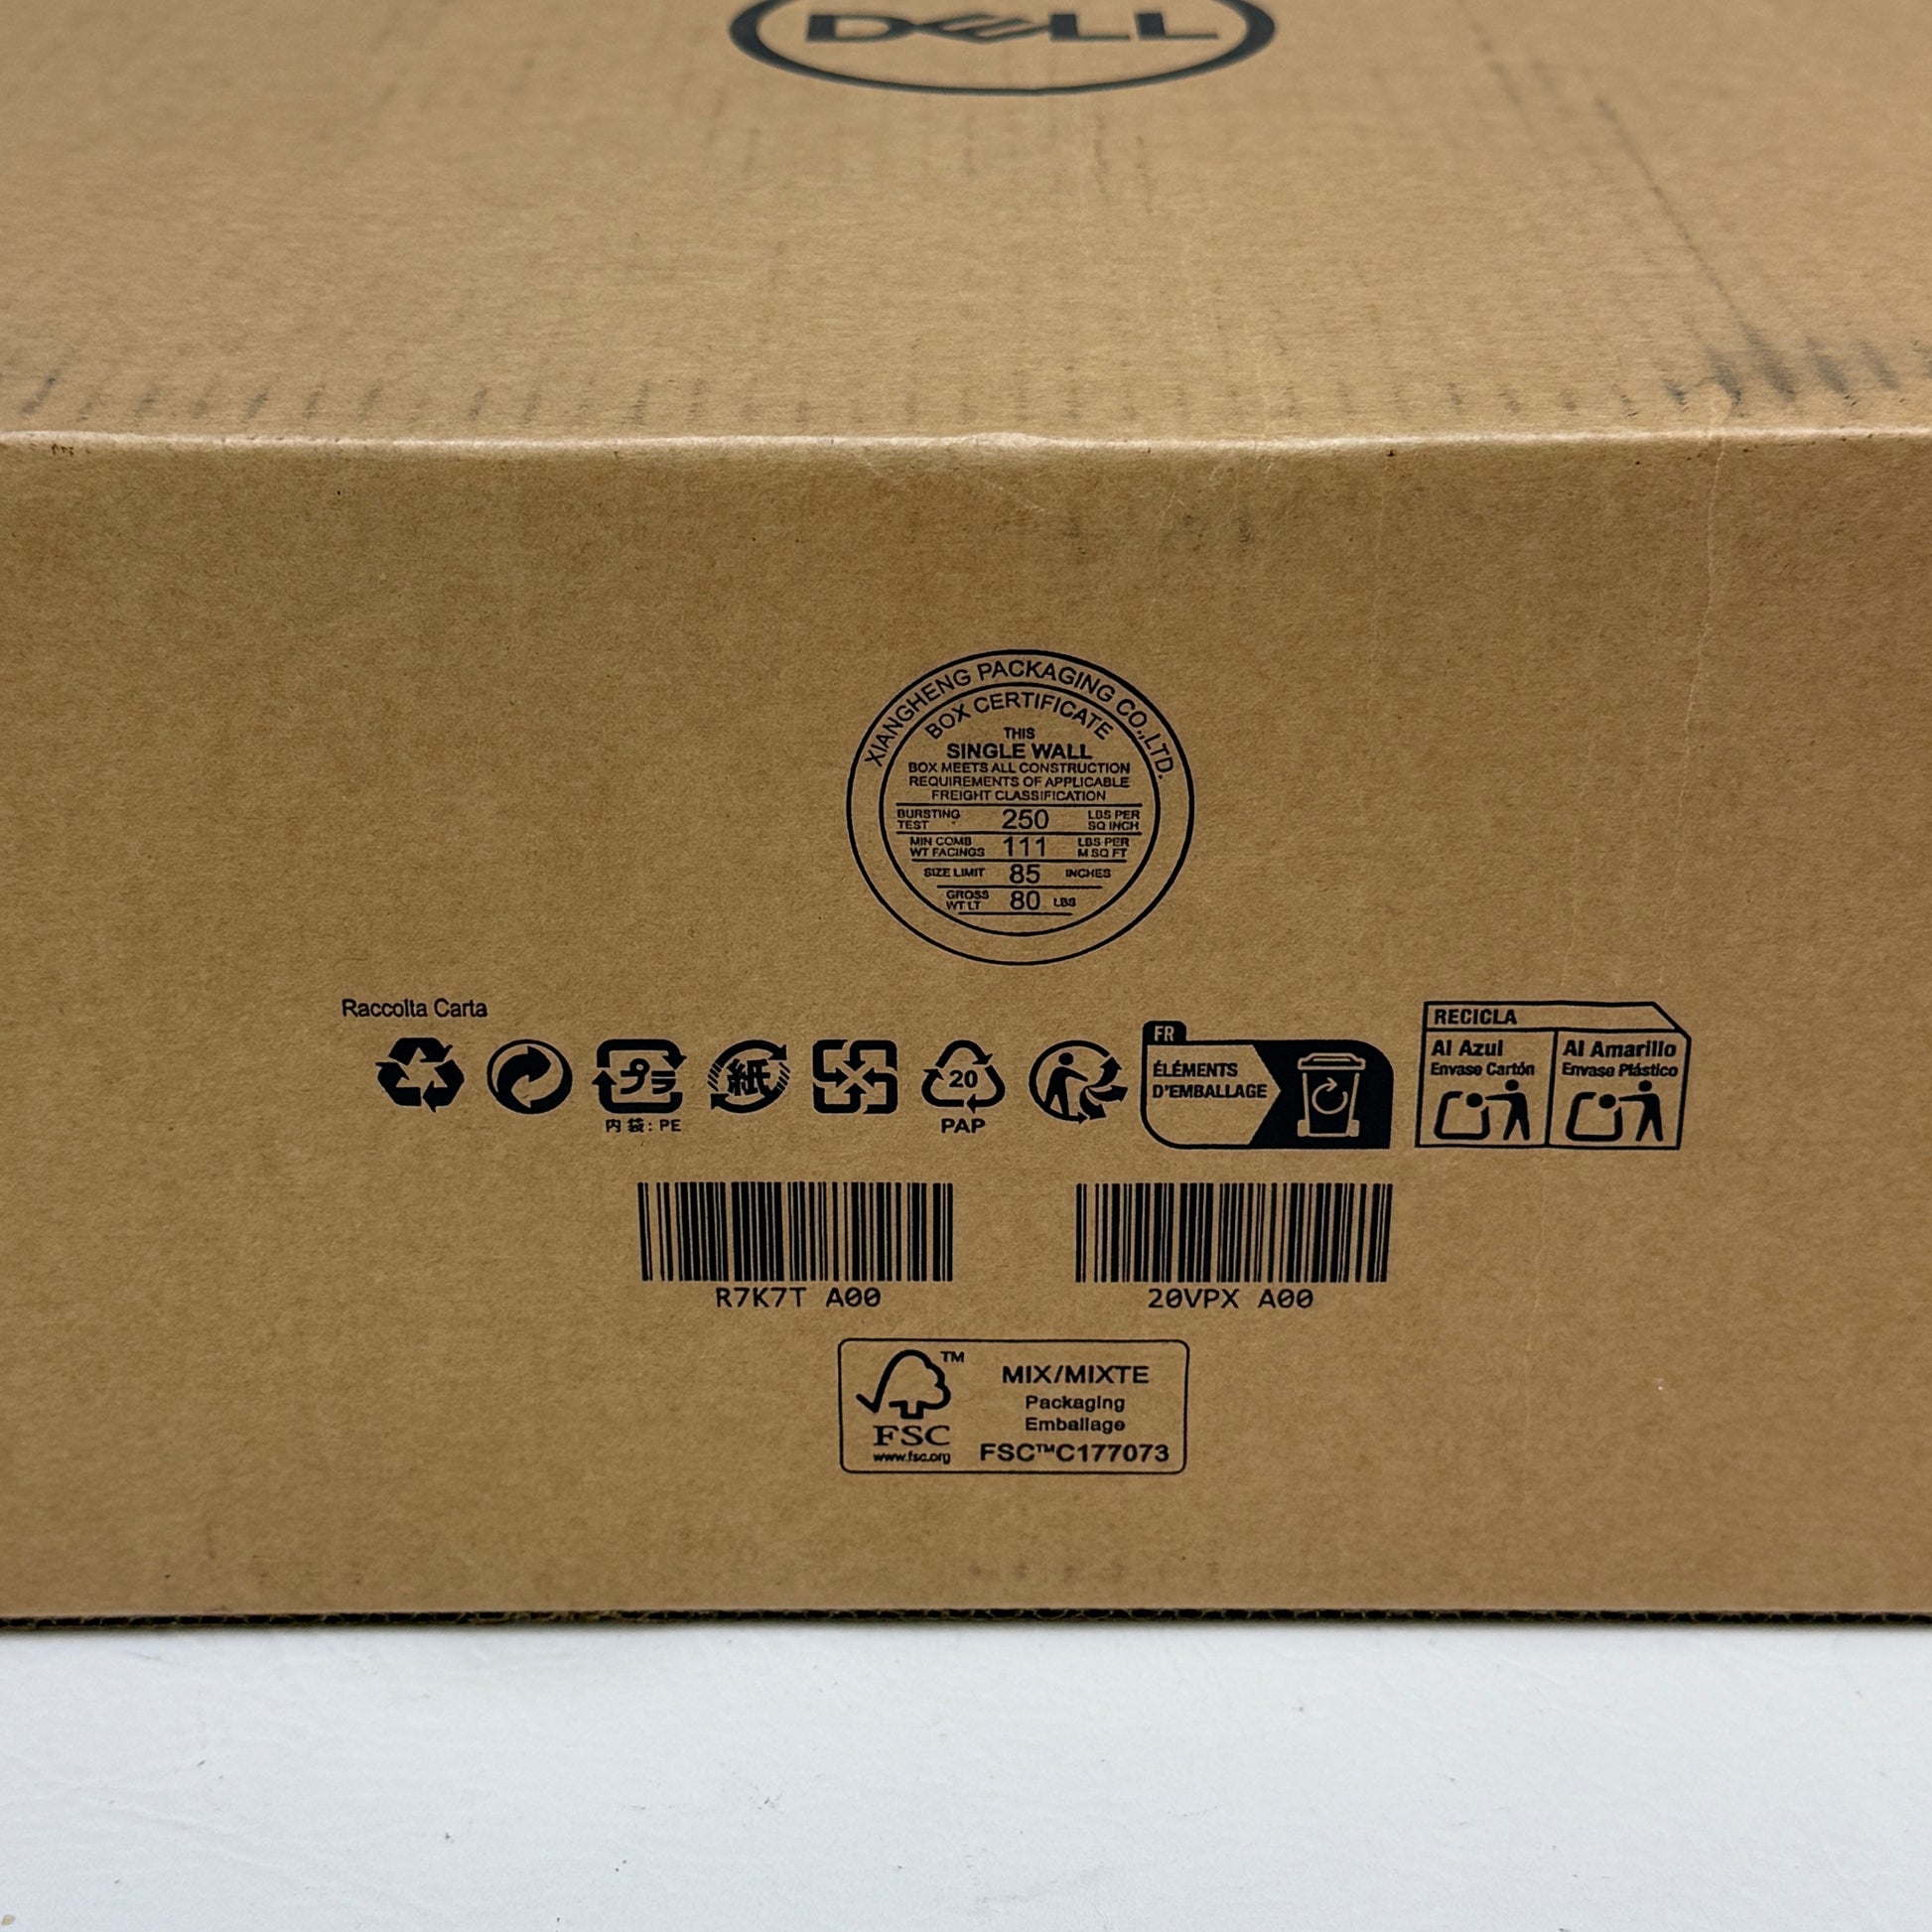 DELL
XIANGHENG PACKAGING CO.,LTD.
BOX CERTIFICATE
THIS
SINGLE WALL
BOX MEETS ALL CONSTRUCTION
REQUIREMENTS OF APPLICABLE
FREIGHT CLASSIFICATION
BURSTING TEST 250 LBS PER SQ INCH
MIN COMB WT FACINGS 111 LBS PER M SQ FT
SIZE LIMIT 85 INCHES
GROSS WT LT 80 LBS
Raccolta Carta
プラ
内袋: PE
紙
20
PAP
FR
ÉLÉMENTS
D'EMBALLAGE
RECICLA
Al Azul
Envase Cartón
Al Amarillo
Envase Plástico
R7K7T A00
20VPX A00
TM
FSC
www.fsc.org
MIX/MIXTE
Packaging
Emballage
FSC™C177073